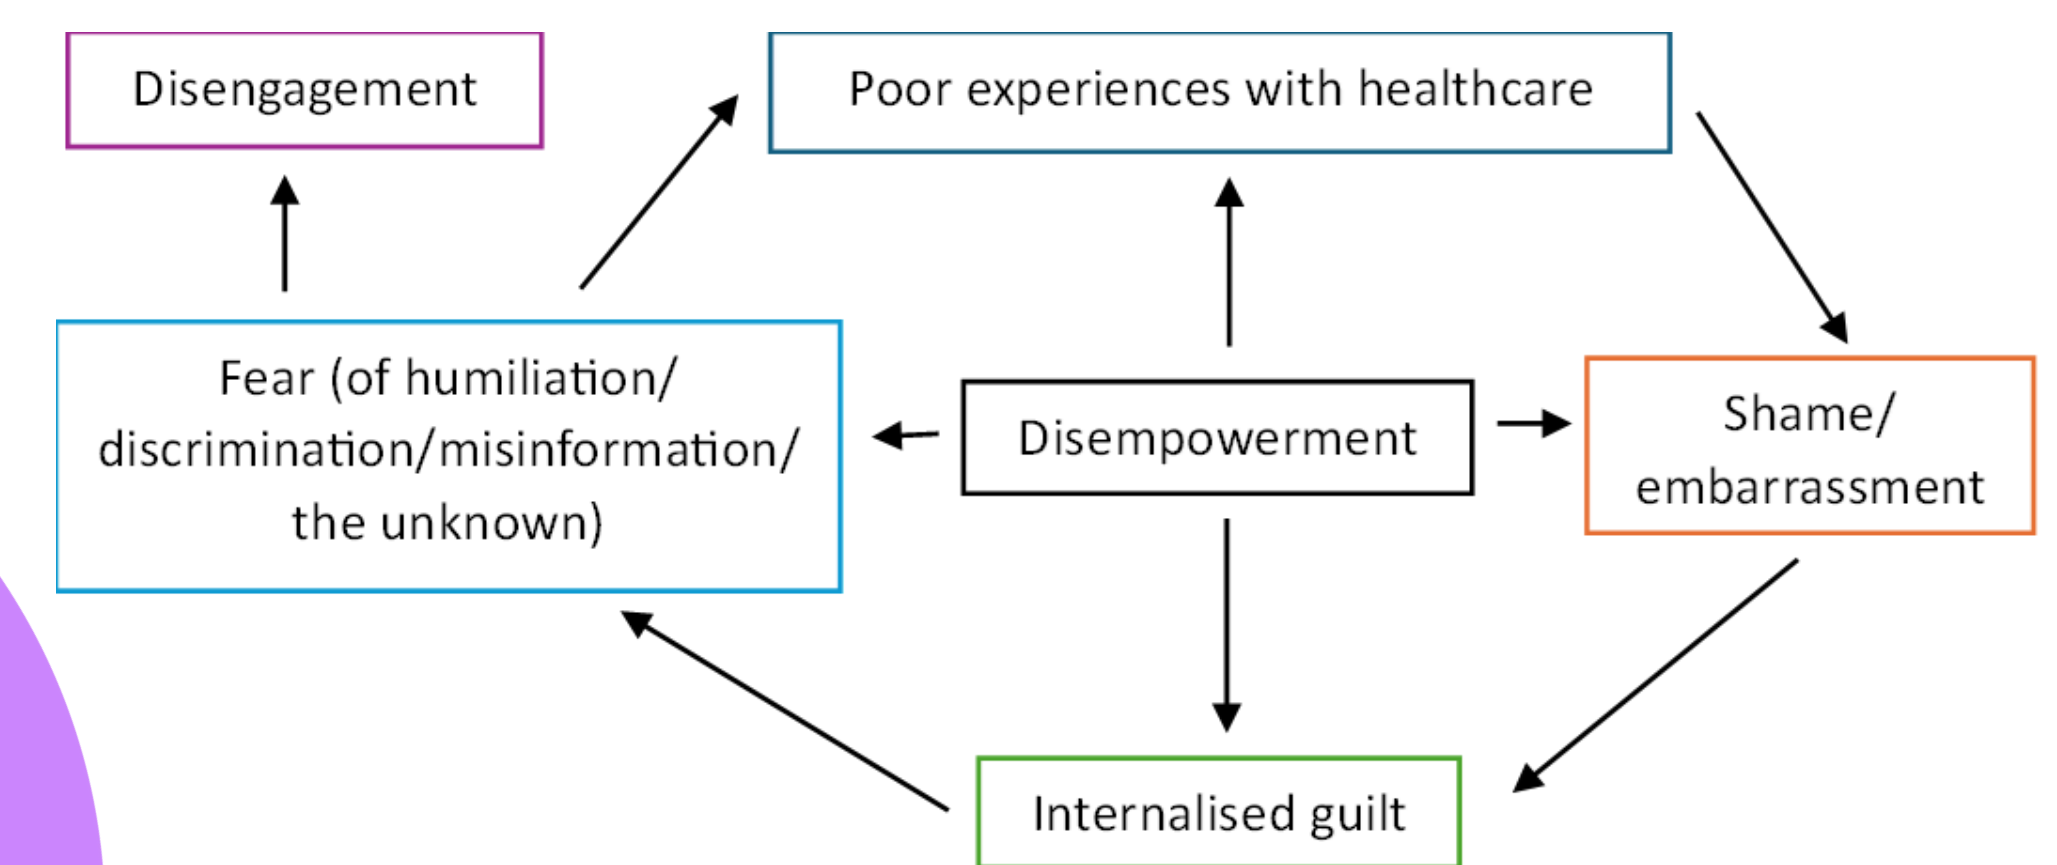 Disengagement
Poor experiences with healthcare
Fear (of humiliation/
discrimination/misinformation/
the unknown)
Disempowerment
Shame/
embarrassment
Internalised guilt